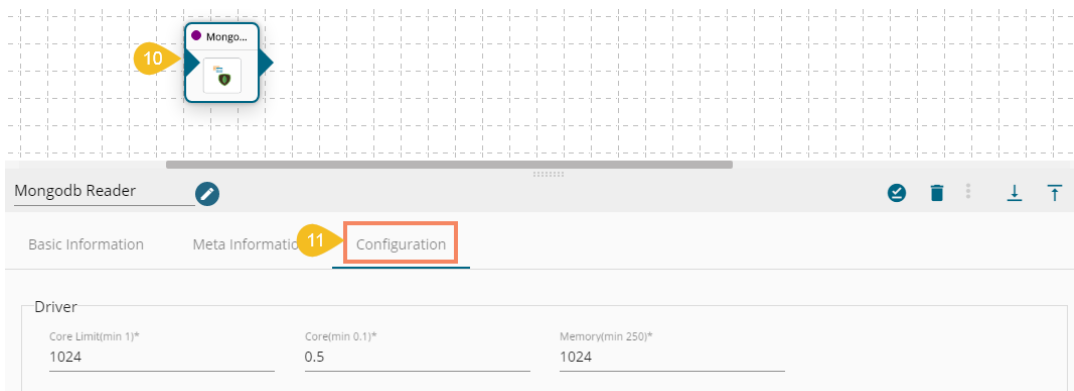 Mongo...
10
Mongodb Reader
Basic Information
Meta Informatio
11
Configuration
Driver
Core Limit(min 1)*
Core(min 0.1)*
Memory(min 250)*
1024
0.5
1024